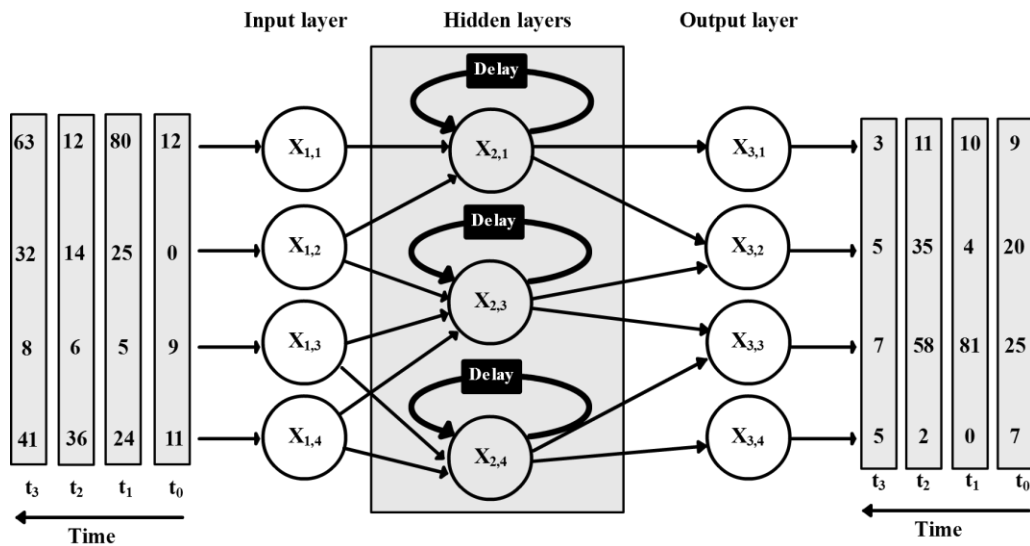 Input layer Hidden layers Output layer
Delay
63 12 80 12 X1,1 X2,1 X3,1 3 11 10 9
Delay
32 14 25 0 X1,2 X3,2 5 35 4 20
X2,3
8 6 5 9 X1,3 X3,3 7 58 81 25
Delay
41 36 24 11 X1,4 X2,4 X3,4 5 2 0 7
t3 t2 t1 t0 t3 t2 t1 t0
Time Time